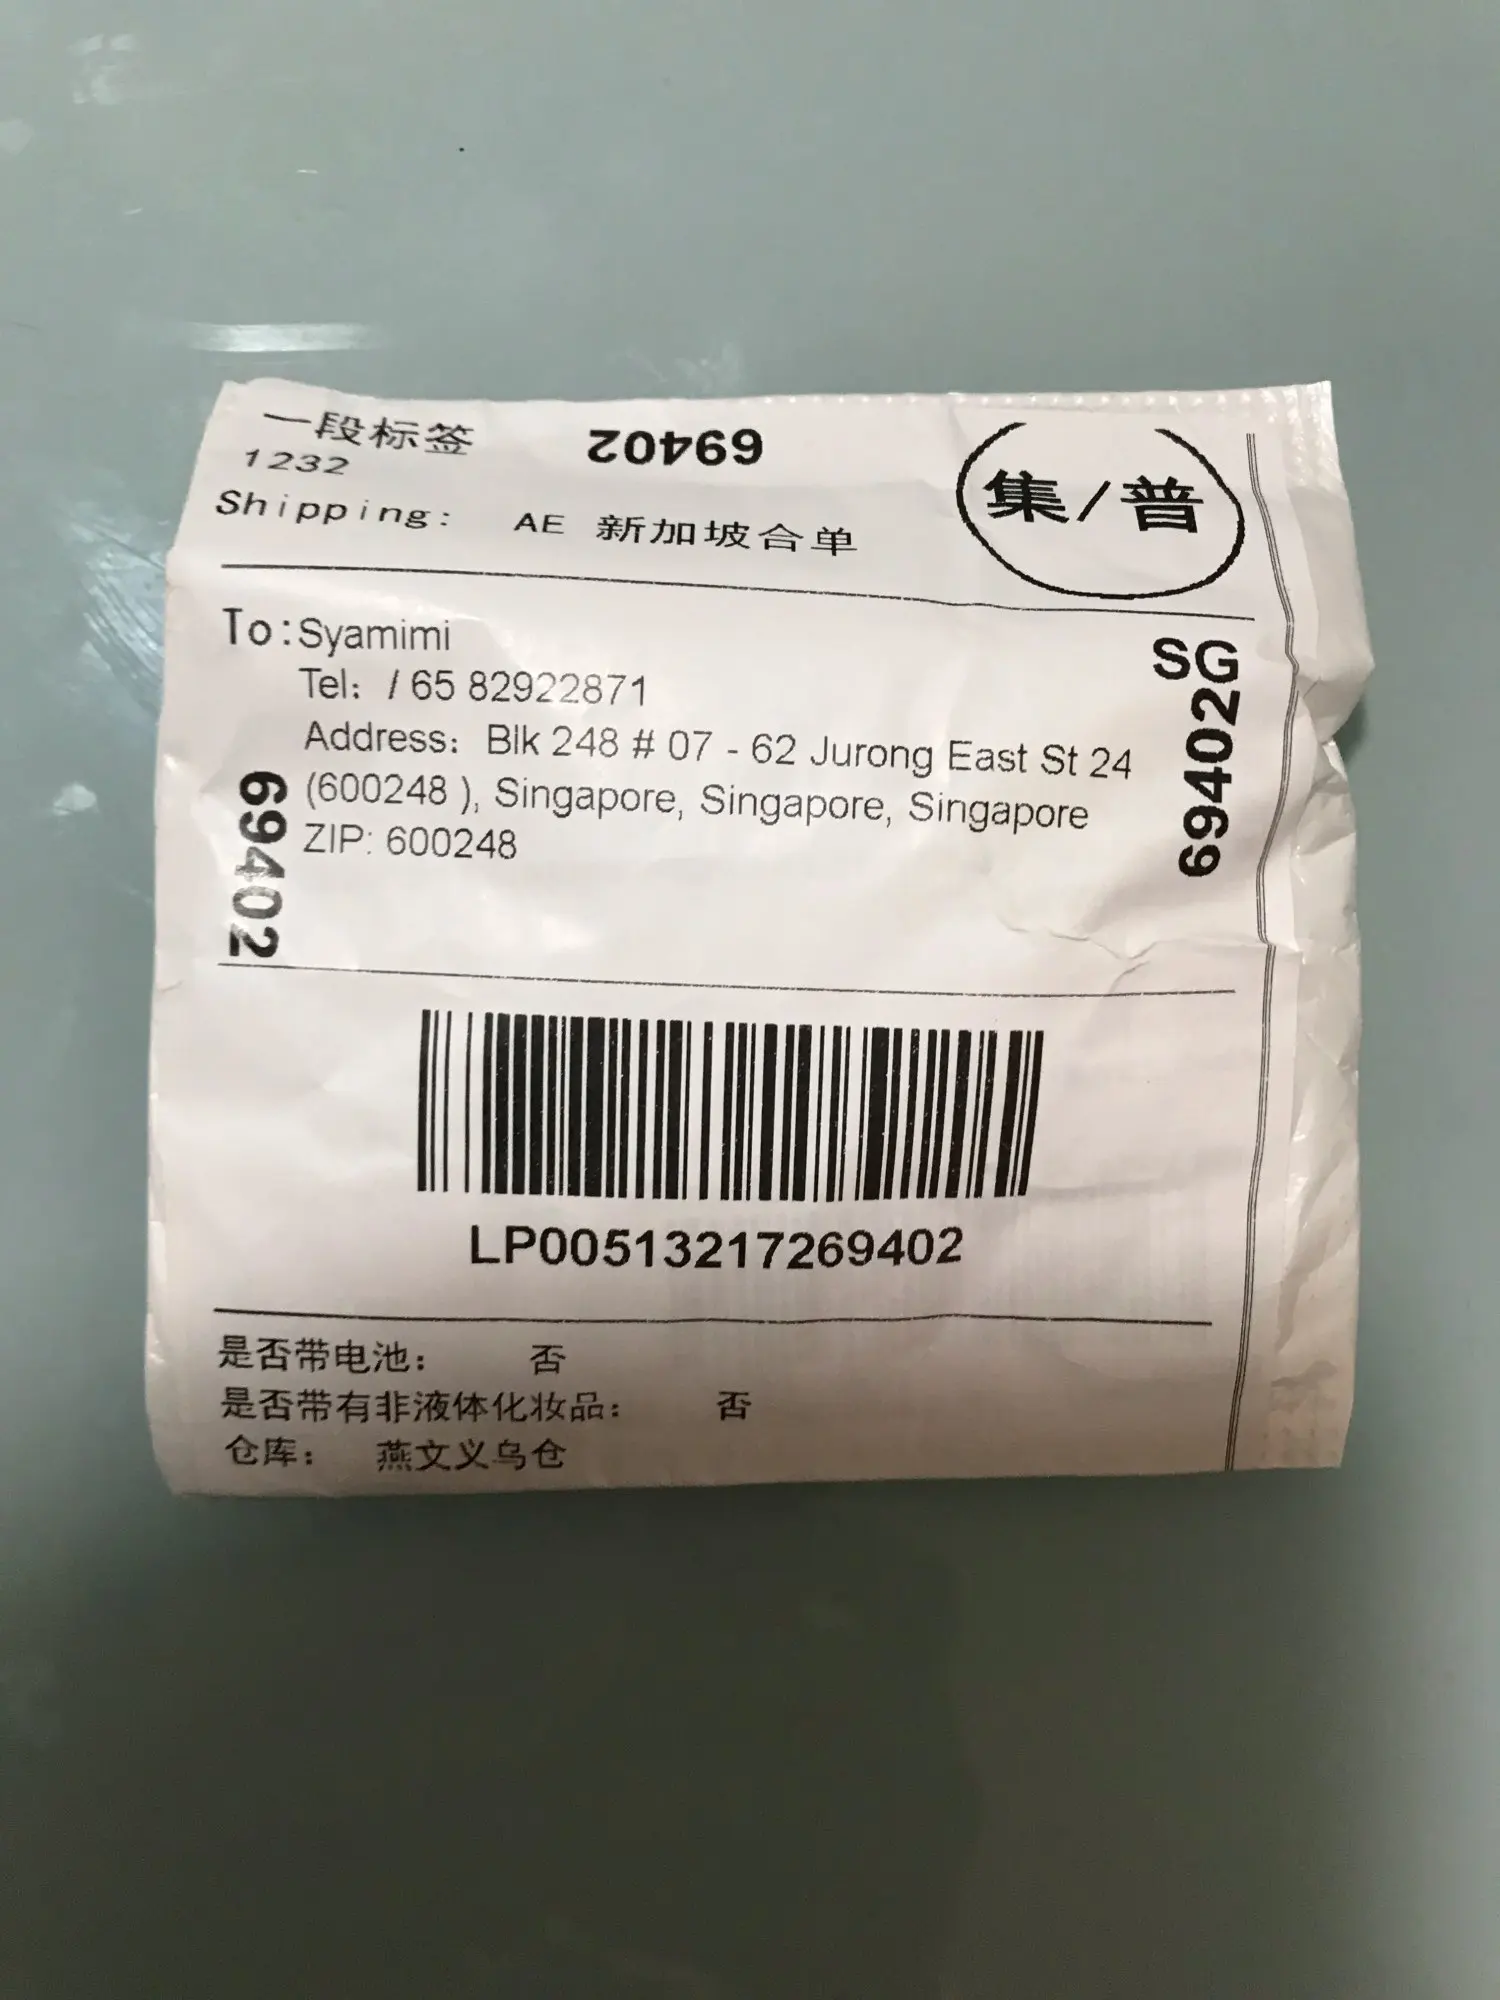 一段标签
69402
1232
集/普
Shipping: AE 新加坡合单
To:Syamimi
Tel: / 65 82922871
Address: Blk 248 # 07 - 62 Jurong East St 24
(600248 ), Singapore, Singapore, Singapore
ZIP: 600248
SG
69402
69402
LP00513217269402
是否带电池: 否
是否带有非液体化妆品: 否
仓库: 燕文义乌仓